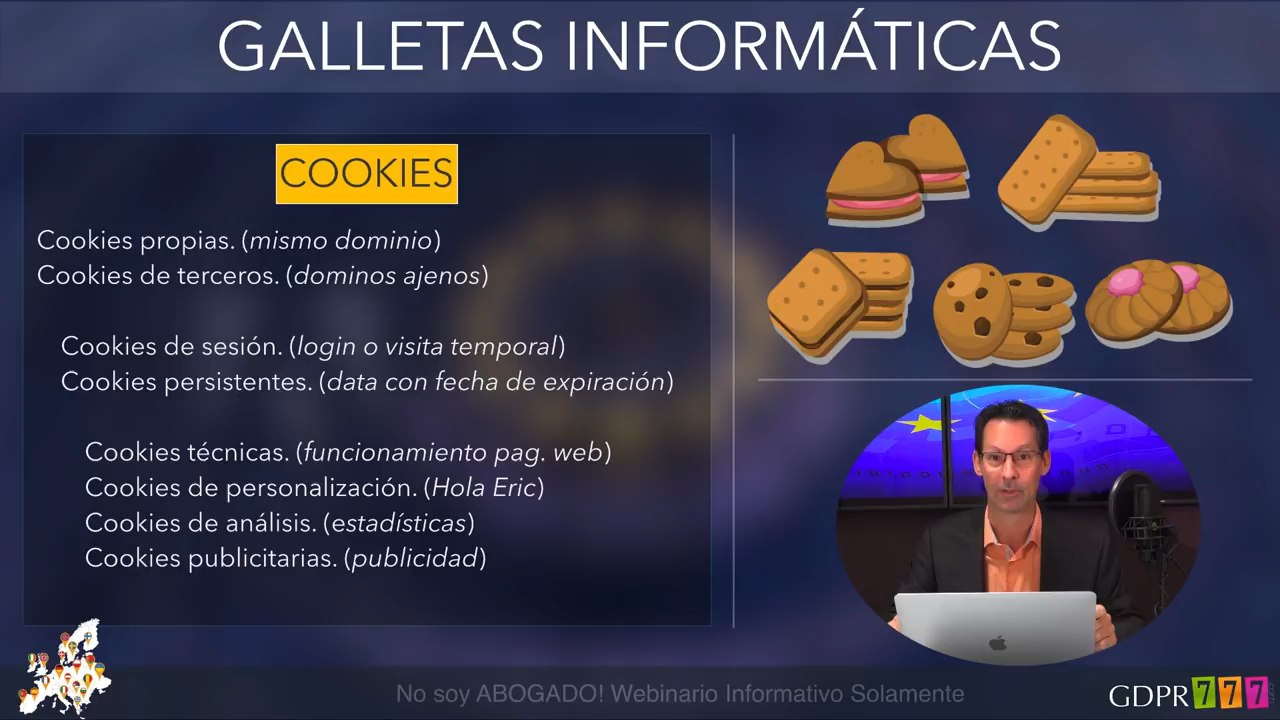 GALLETAS INFORMÁTICAS
COOKIES
Cookies propias. (mismo dominio)
Cookies de terceros. (dominos ajenos)
Cookies de sesión. (login o visita temporal)
Cookies persistentes. (data con fecha de expiración)
Cookies técnicas. (funcionamiento pag. web)
Cookies de personalización. (Hola Eric)
Cookies de análisis. (estadísticas)
Cookies publicitarias. (publicidad)
No soy ABOGADO! Webinario Informativo Solamente
GDPR777